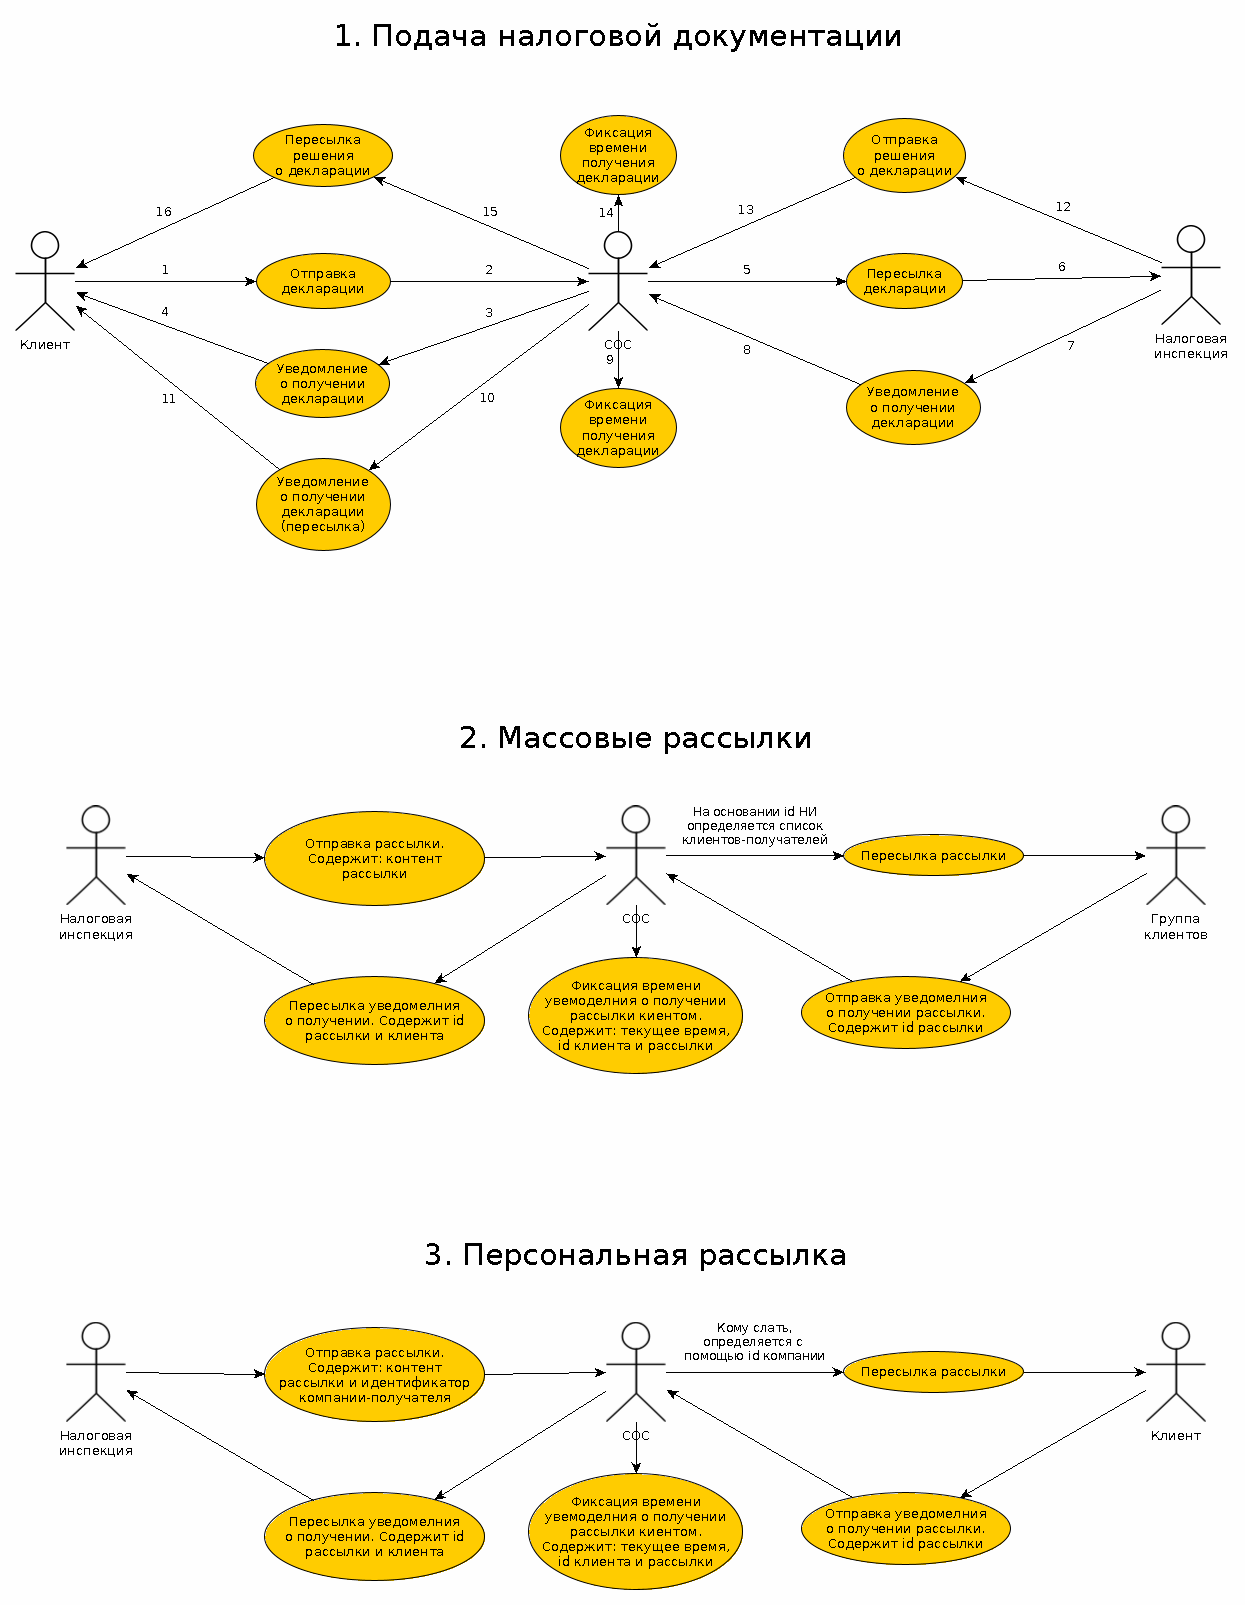 1. Подача налоговой документации
Пересылка
решения
о декларации
Фиксация
времени
получения
декларации
Отправка
решения
о декларации
16
15
14
13
12
1
Отправка
декларации
2
5
Пересылка
декларации
6
4
3
Клиент
СОС
9
8
7
Налоговая
инспекция
Уведомление
о получении
декларации
11
10
Фиксация
времени
получения
декларации
Уведомление
о получении
декларации
Уведомление
о получении
декларации
(пересылка)
2. Массовые рассылки
Отправка рассылки.
Содержит: контент
рассылки
На основании id НИ
определяется список
клиентов-получателей
Пересылка рассылки
Налоговая
инспекция
СОС
Группа
клиентов
Пересылка уведомелния
о получении. Содержит id
рассылки и клиента
Фиксация времени
увемоделния о получении
рассылки киентом.
Содержит: текущее время,
id клиента и рассылки
Отправка уведомелния
о получении рассылки.
Содержит id рассылки
3. Персональная рассылка
Отправка рассылки.
Содержит: контент
рассылки и идентификатор
компании-получателя
Кому слать,
определяется с
помощью id компании
Пересылка рассылки
Налоговая
инспекция
СОС
Клиент
Пересылка уведомелния
о получении. Содержит id
рассылки и клиента
Фиксация времени
увемоделния о получении
рассылки киентом.
Содержит: текущее время,
id клиента и рассылки
Отправка уведомелния
о получении рассылки.
Содержит id рассылки